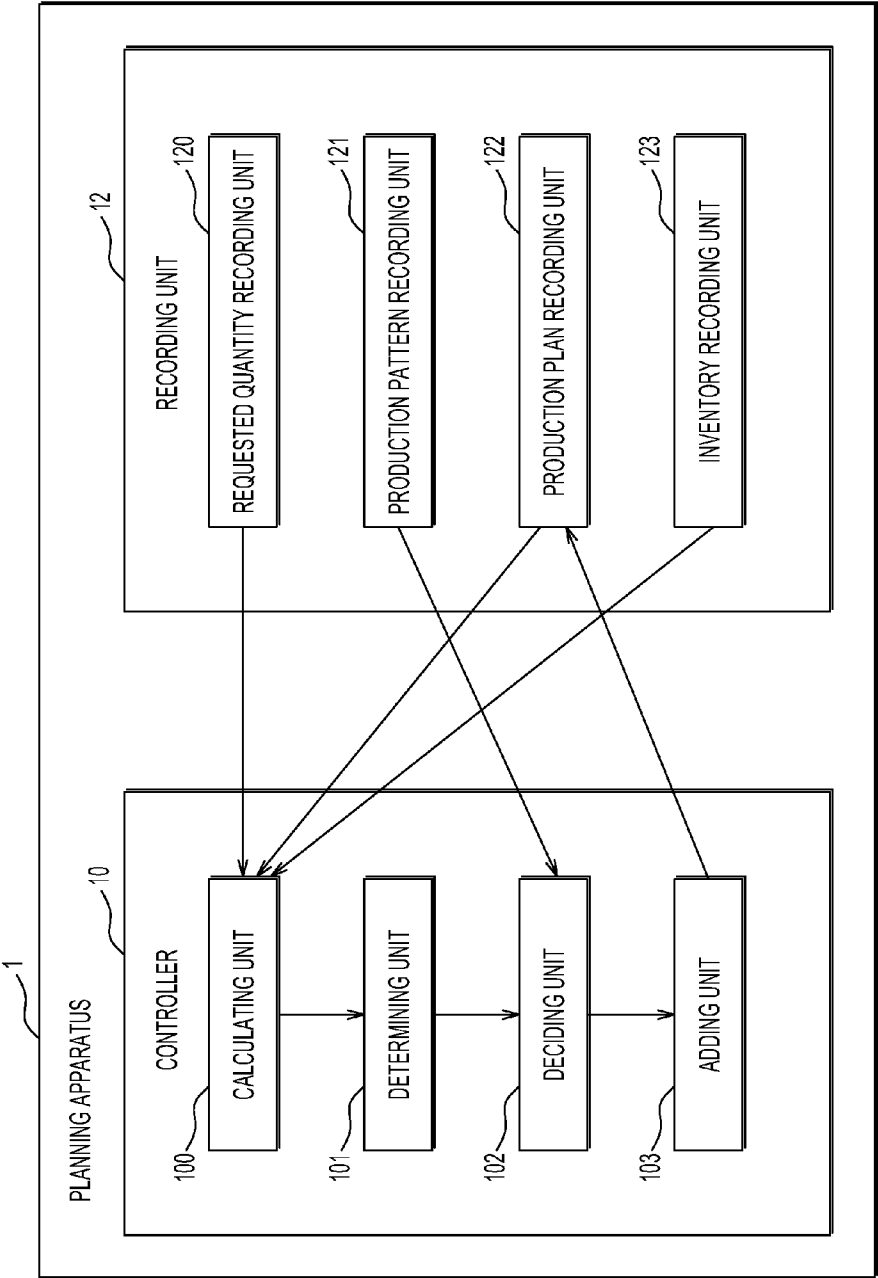 1
PLANNING APPARATUS
10
CONTROLLER
100
CALCULATING UNIT
101
DETERMINING UNIT
102
DECIDING UNIT
103
ADDING UNIT
12
RECORDING UNIT
120
REQUESTED QUANTITY RECORDING UNIT
121
PRODUCTION PATTERN RECORDING UNIT
122
PRODUCTION PLAN RECORDING UNIT
123
INVENTORY RECORDING UNIT